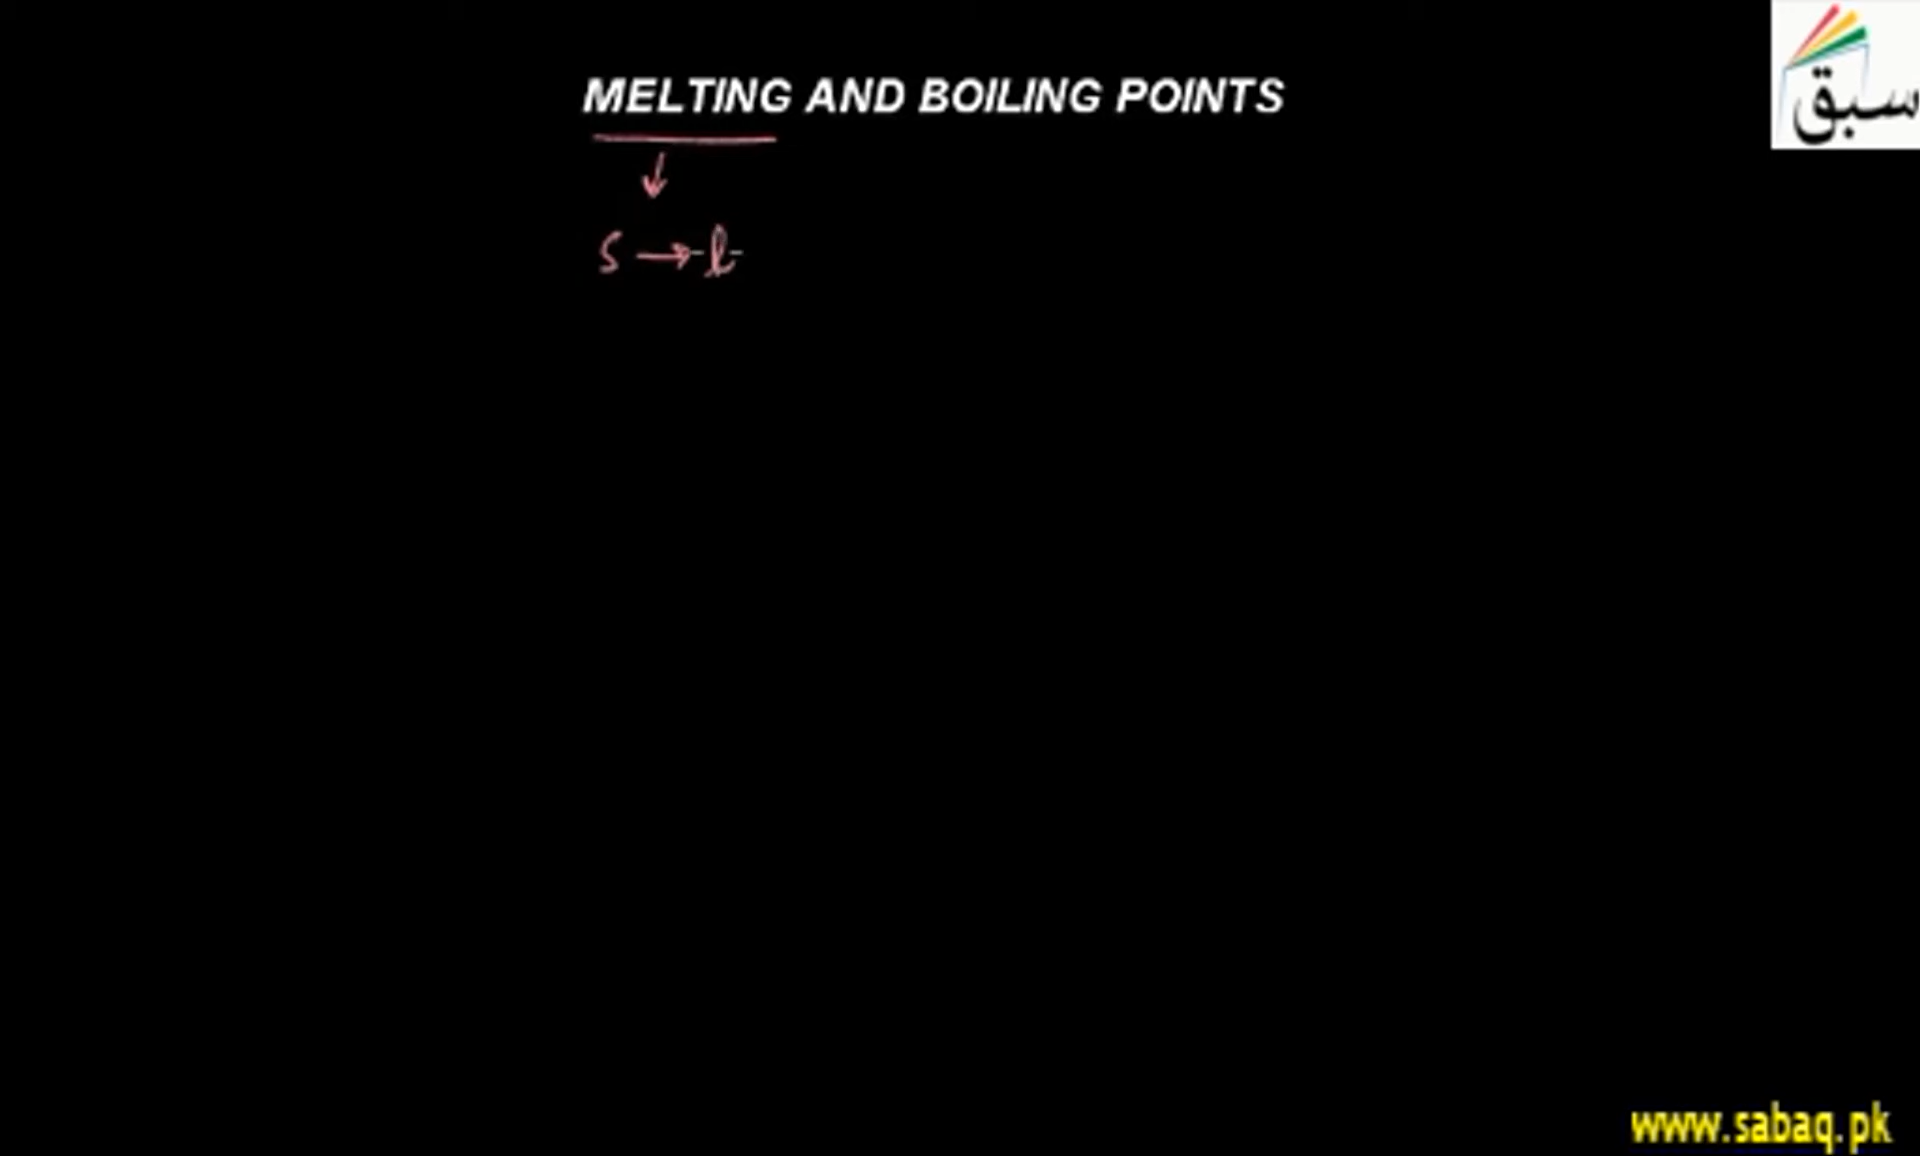 سبق
MELTING AND BOILING POINTS
↓
s → l
www.sabaq.pk